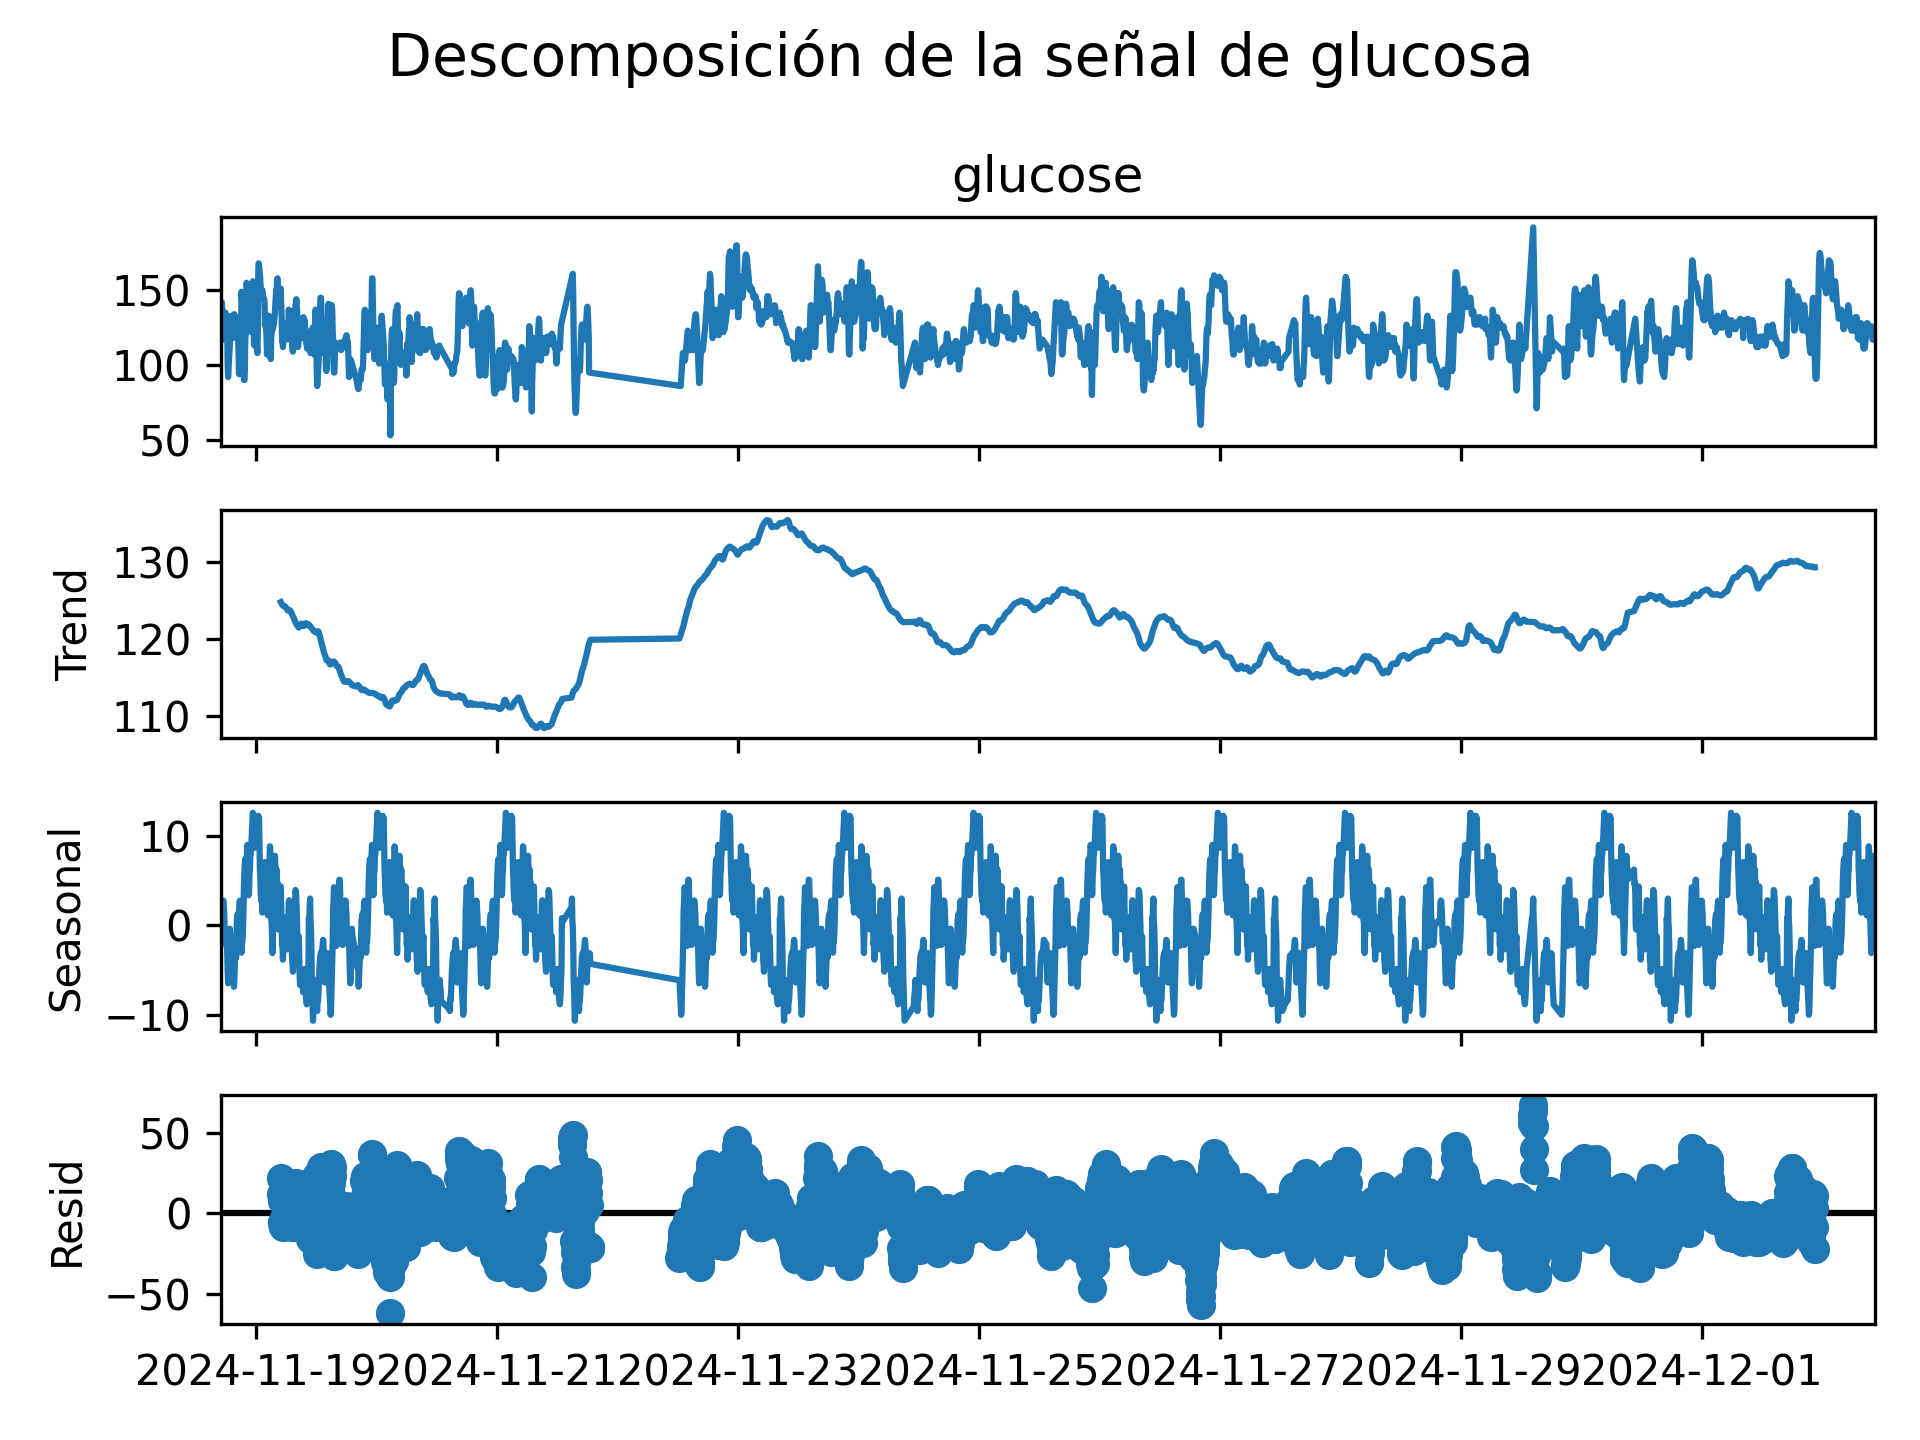 Descomposición de la señal de glucosa
glucose
150
100
50
Trend
130
120
110
Seasonal
10
0
−10
Resid
50
0
−50
2024-11-19 2024-11-21 2024-11-23 2024-11-25 2024-11-27 2024-11-29 2024-12-01